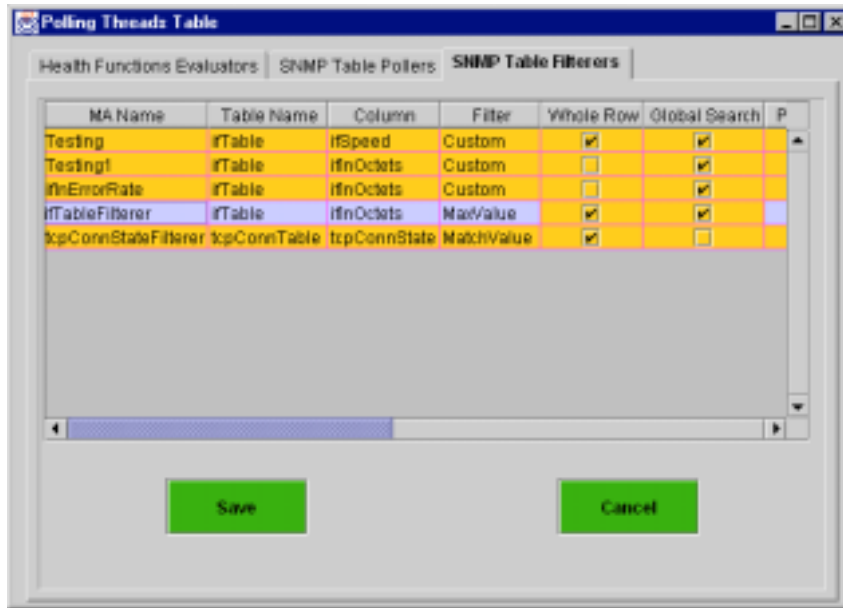 Polling Threads Table
Health Functions Evaluators SNMP Table Pollers SNMP Table Filterers
MA Name Table Name Column Filter Whole Row Global Search P
Testing ifTable ifSpeed Custom
Testing1 ifTable ifInOctets Custom
ifInErrorRate ifTable ifInOctets Custom
ifTableFilterer ifTable ifInOctets MaxValue
tcpConnStateFilterer tcpConnTable tcpConnState MatchValue
Save Cancel